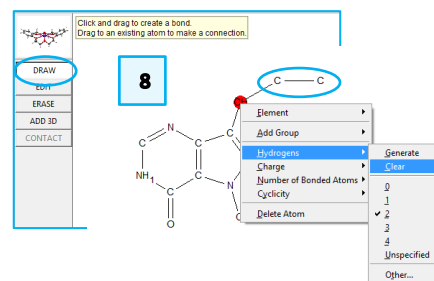 Click and drag to create a bond.
Drag to an existing atom to make a connection.
DRAW
EDIT
ERASE
ADD 3D
CONTACT
8
C C
Element
Add Group
Hydrogens
Charge
Number of Bonded Atoms
Cyclicity
Delete Atom
Generate
Clear
0
1
2
3
4
Unspecified
Other...
N
C
C
C
NH1
C
C
N
O